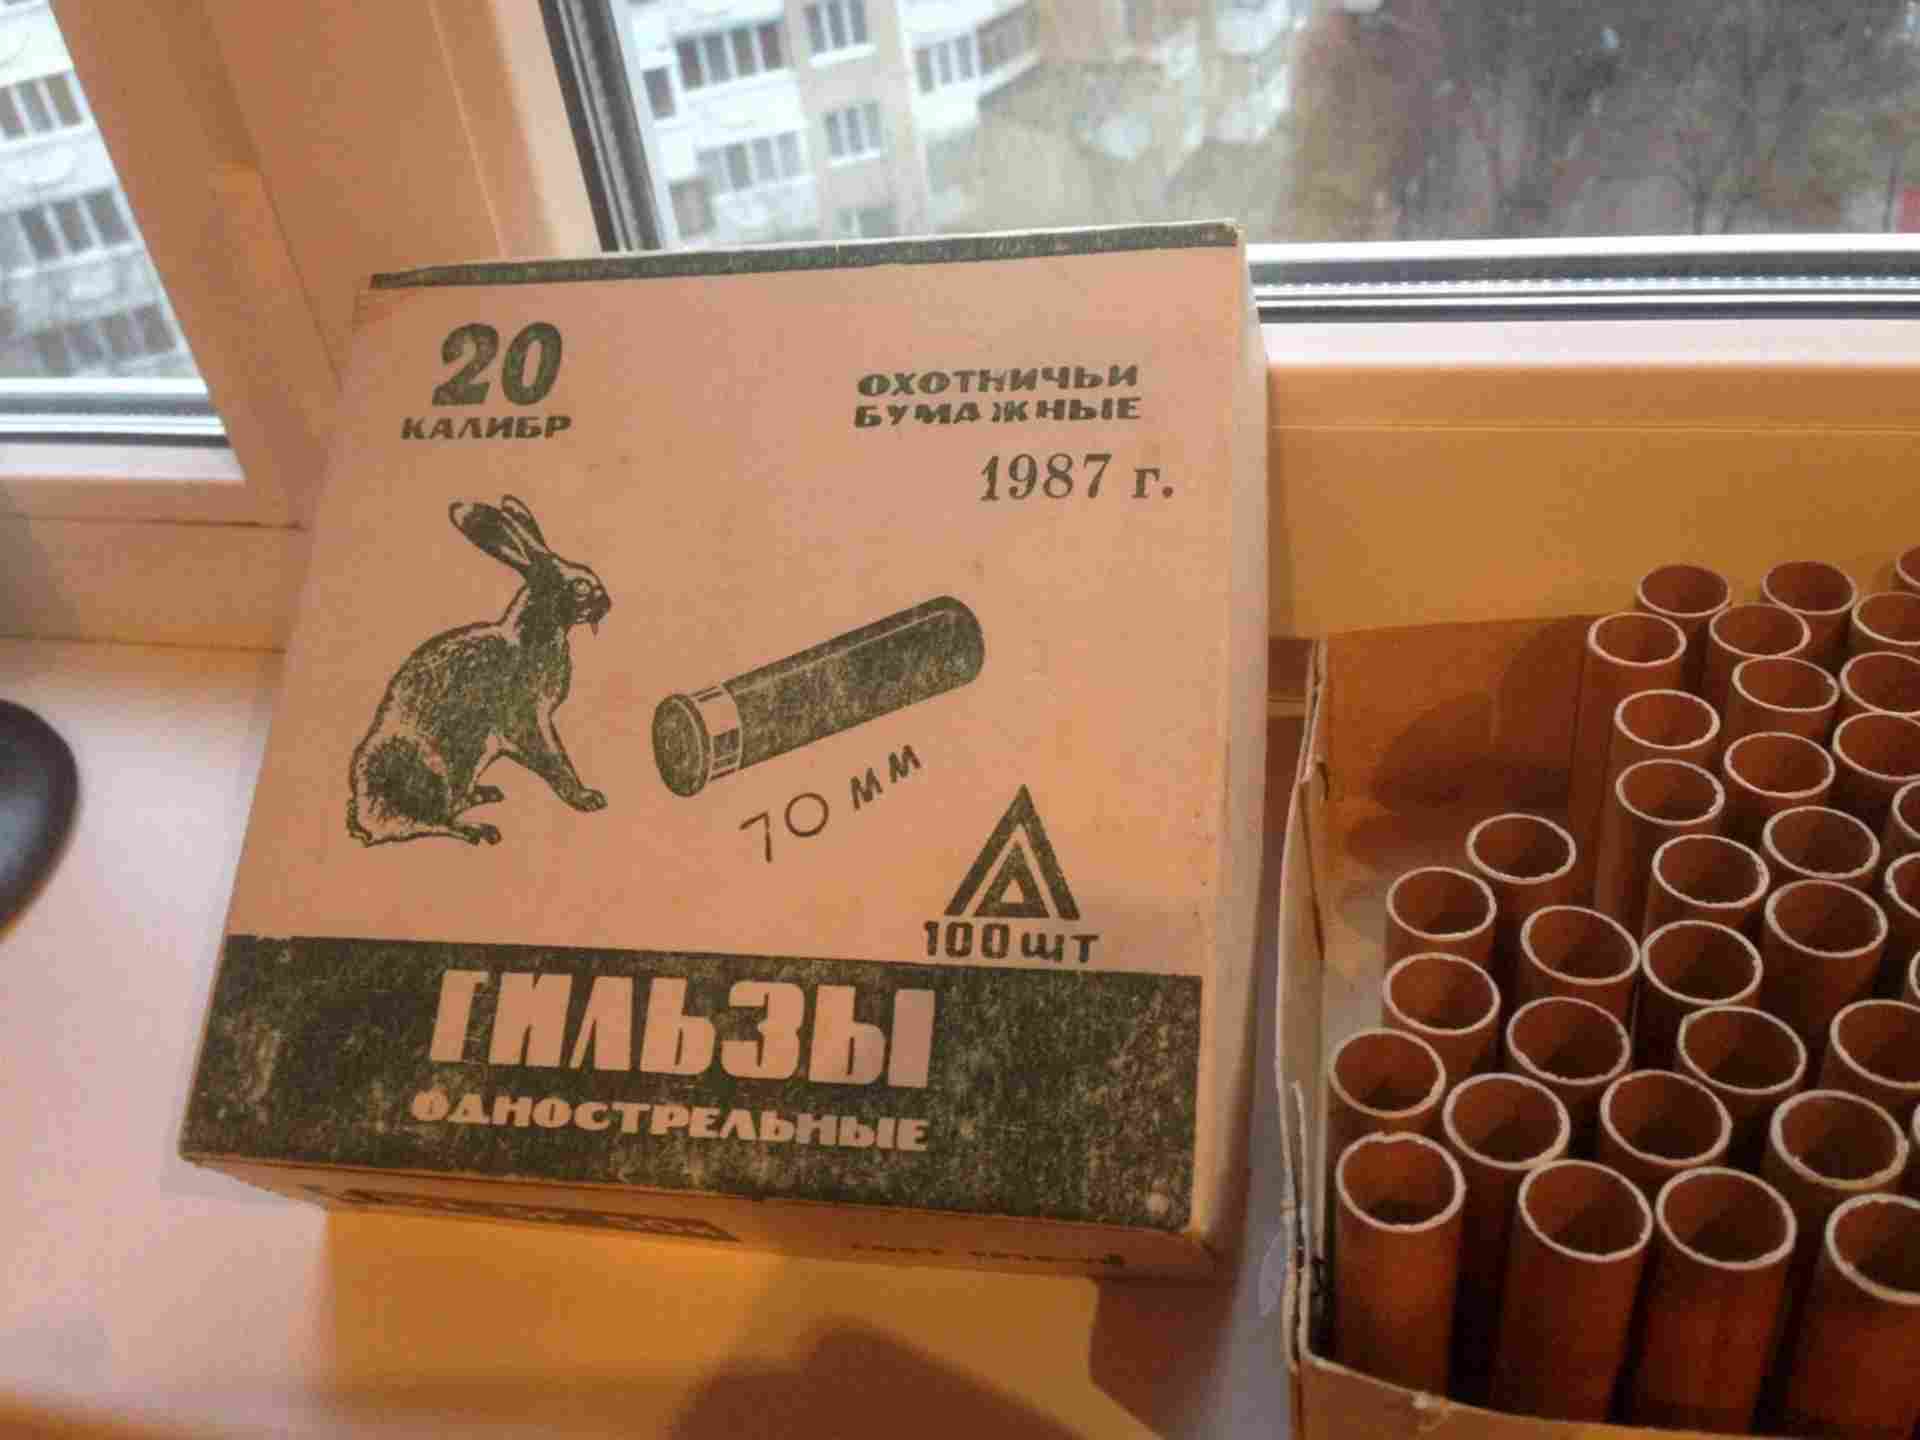 20
КАЛИБР
ОХОТНИЧЬИ
БУМАЖНЫЕ
1987 г.
70 мм
100 шт
ГИЛЬЗЫ
ОДНОСТРЕЛЬНЫЕ